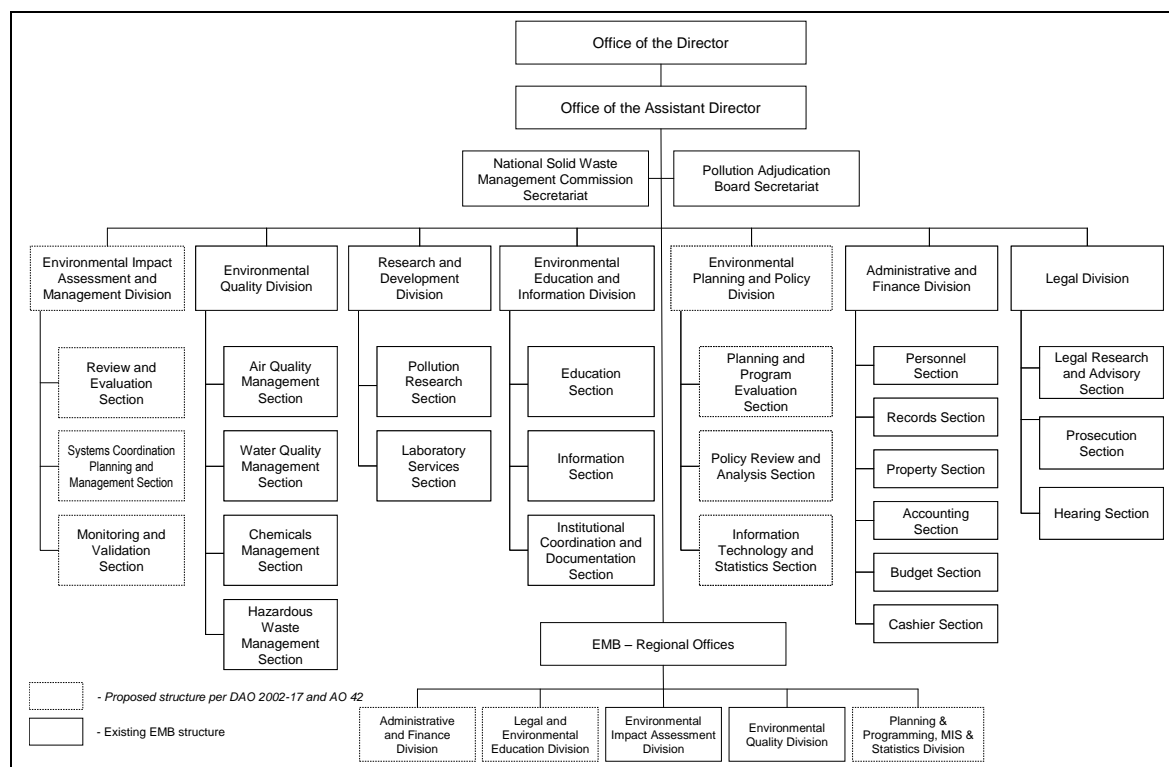 Office of the Director
Office of the Assistant Director
National Solid Waste
Management Commission
Secretariat
Pollution Adjudication
Board Secretariat
Environmental Impact
Assessment and
Management Division
Environmental
Quality Division
Research and
Development
Division
Environmental
Education and
Information Division
Environmental
Planning and Policy
Division
Administrative and
Finance Division
Legal Division
Review and
Evaluation
Section
Systems Coordination
Planning and
Management Section
Monitoring and
Validation
Section
Air Quality
Management
Section
Water Quality
Management
Section
Chemicals
Management
Section
Hazardous
Waste
Management
Section
Pollution
Research
Section
Laboratory
Services
Section
Education
Section
Information
Section
Institutional
Coordination and
Documentation
Section
Planning and
Program
Evaluation
Section
Policy Review and
Analysis Section
Information
Technology and
Statistics Section
Personnel
Section
Records Section
Property Section
Accounting
Section
Budget Section
Cashier Section
Legal Research
and Advisory
Section
Prosecution
Section
Hearing Section
EMB – Regional Offices
Administrative
and Finance
Division
Legal and
Environmental
Education Division
Environmental
Impact Assessment
Division
Environmental
Quality Division
Planning &
Programming, MIS &
Statistics Division
- Proposed structure per DAO 2002-17 and AO 42
- Existing EMB structure